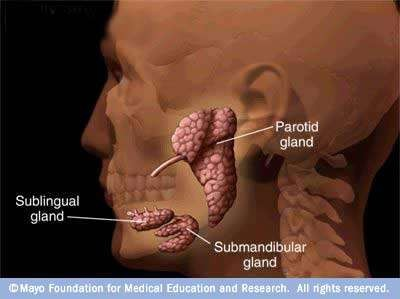 Parotid
gland
Sublingual
gland
Submandibular
gland
©Mayo Foundation for Medical Education and Research. All rights reserved.